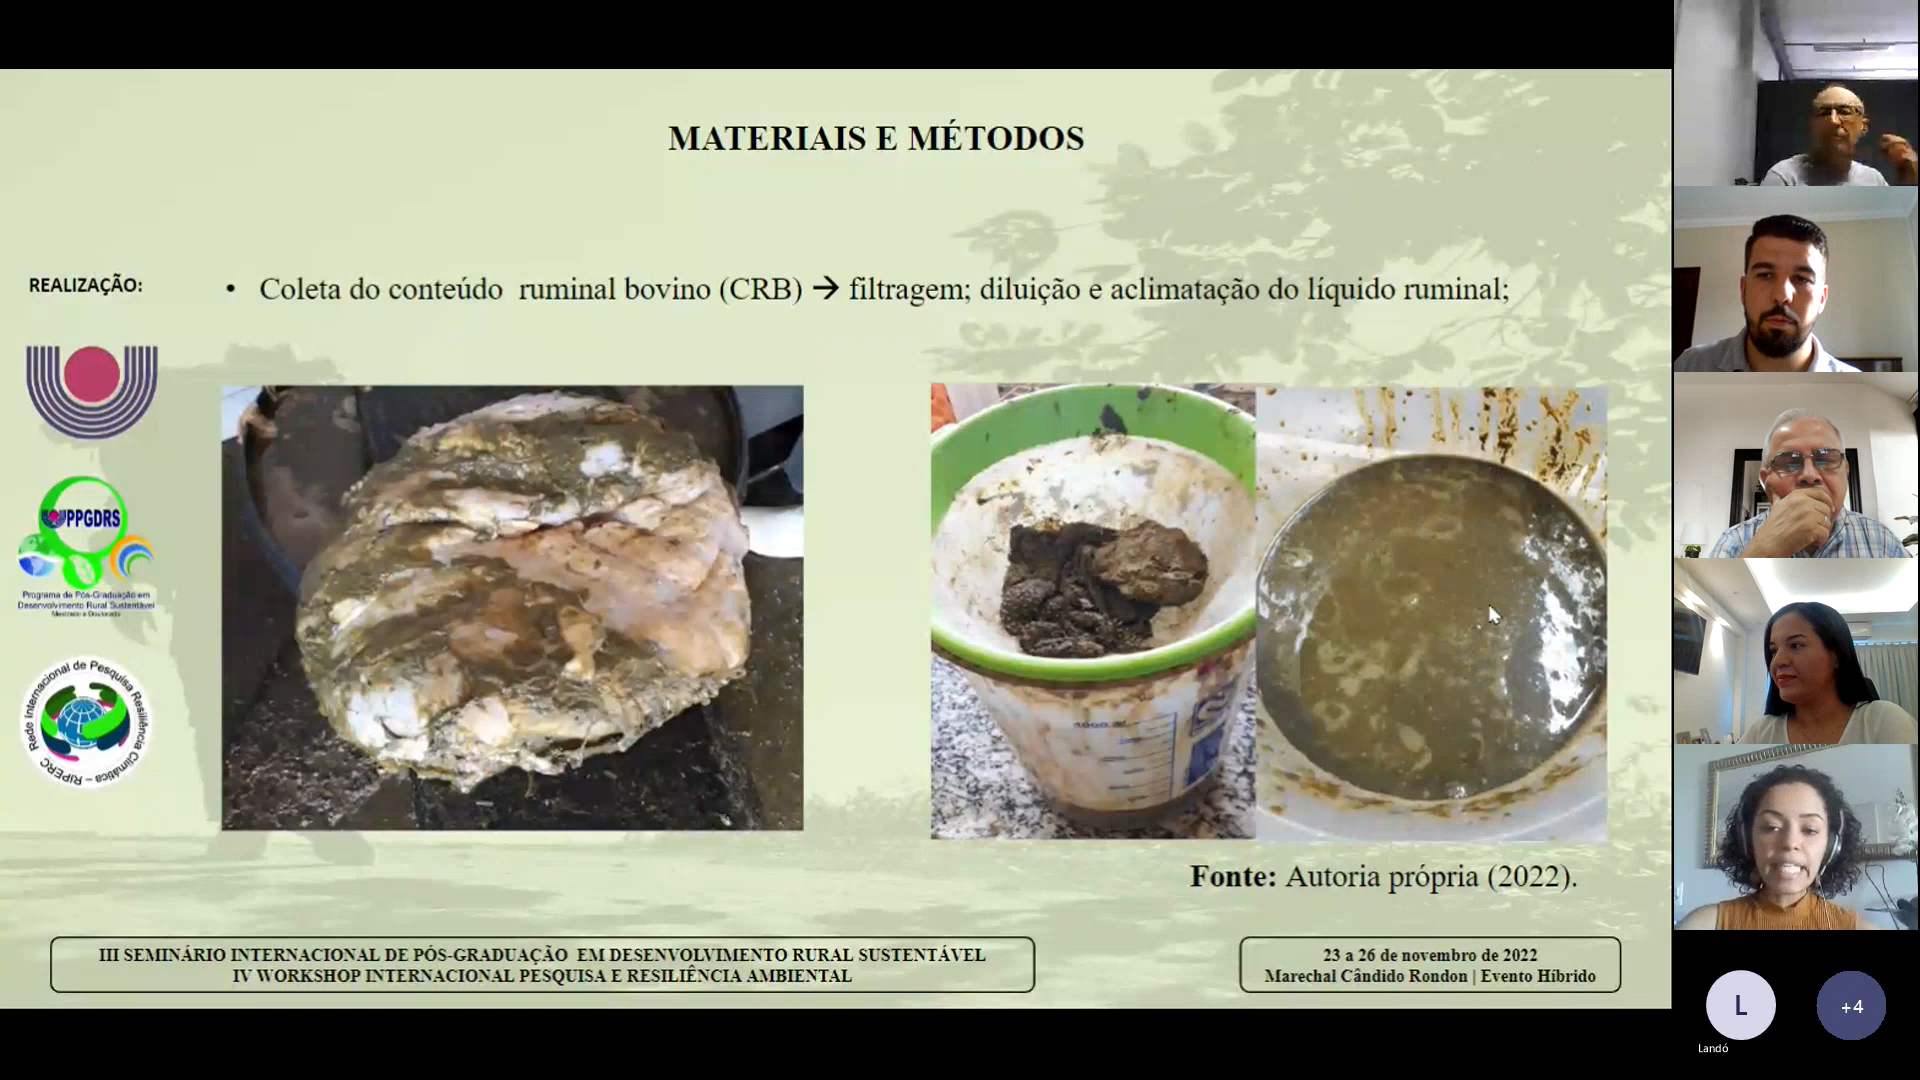 MATERIAIS E MÉTODOS
REALIZAÇÃO:
• Coleta do conteúdo ruminal bovino (CRB) → filtragem; diluição e aclimatação do líquido ruminal;
PPGDRS
Programa de Pós-Graduação em
Desenvolvimento Rural Sustentável
Mestrado e Doutorado
Rede Internacional de Pesquisa Resiliência Climática – RIPERC
Fonte: Autoria própria (2022).
III SEMINÁRIO INTERNACIONAL DE PÓS-GRADUAÇÃO EM DESENVOLVIMENTO RURAL SUSTENTÁVEL
IV WORKSHOP INTERNACIONAL PESQUISA E RESILIÊNCIA AMBIENTAL
23 a 26 de novembro de 2022
Marechal Cândido Rondon | Evento Híbrido
L
+4
Landó